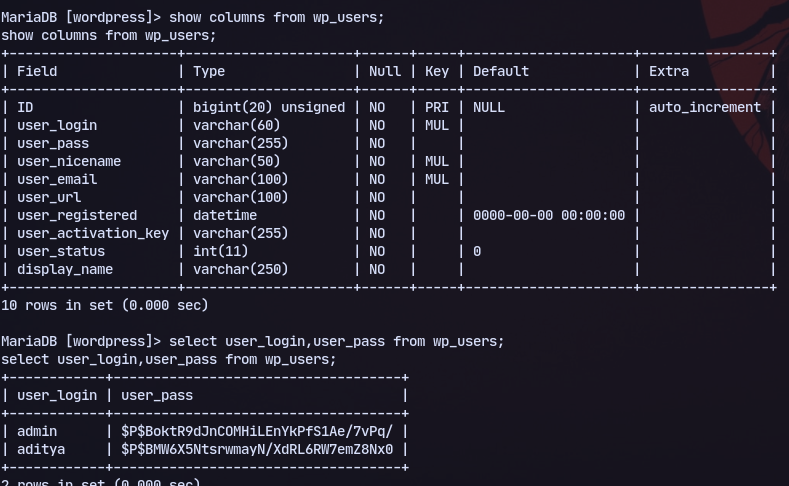 MariaDB [wordpress]> show columns from wp_users;
show columns from wp_users;
+---------------------+---------------------+------+-----+---------------------+----------------+
| Field               | Type                | Null | Key | Default             | Extra          |
+---------------------+---------------------+------+-----+---------------------+----------------+
| ID                  | bigint(20) unsigned | NO   | PRI | NULL                | auto_increment |
| user_login          | varchar(60)         | NO   | MUL |                     |                |
| user_pass           | varchar(255)        | NO   |     |                     |                |
| user_nicename       | varchar(50)         | NO   | MUL |                     |                |
| user_email          | varchar(100)        | NO   | MUL |                     |                |
| user_url            | varchar(100)        | NO   |     |                     |                |
| user_registered     | datetime            | NO   |     | 0000-00-00 00:00:00 |                |
| user_activation_key | varchar(255)        | NO   |     |                     |                |
| user_status         | int(11)             | NO   |     | 0                   |                |
| display_name        | varchar(250)        | NO   |     |                     |                |
+---------------------+---------------------+------+-----+---------------------+----------------+
10 rows in set (0.000 sec)
MariaDB [wordpress]> select user_login,user_pass from wp_users;
select user_login,user_pass from wp_users;
+------------+------------------------------------+
| user_login | user_pass                          |
+------------+------------------------------------+
| admin      | $P$BoktR9dJnCOMHiLEnYkPfS1Ae/7vPq/ |
| aditya     | $P$BMW6X5NtsrwmayN/XdRL6RW7emZ8Nx0 |
+------------+------------------------------------+
2 rows in set (0.000 sec)